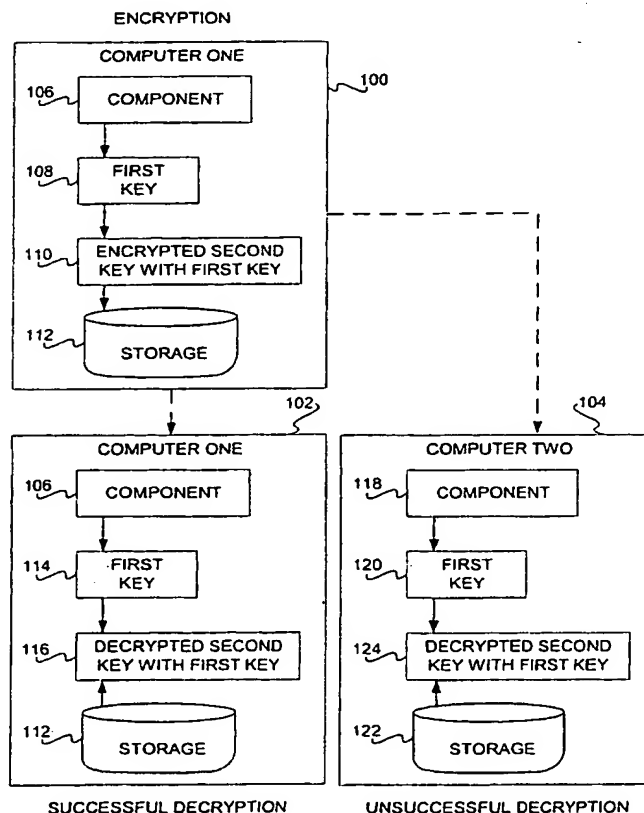 ENCRYPTION
COMPUTER ONE
100
106
COMPONENT
108
FIRST
KEY
110
ENCRYPTED SECOND
KEY WITH FIRST KEY
112
STORAGE
102
COMPUTER ONE
106
COMPONENT
114
FIRST
KEY
116
DECRYPTED SECOND
KEY WITH FIRST KEY
112
STORAGE
SUCCESSFUL DECRYPTION
104
COMPUTER TWO
118
COMPONENT
120
FIRST
KEY
124
DECRYPTED SECOND
KEY WITH FIRST KEY
122
STORAGE
UNSUCCESSFUL DECRYPTION